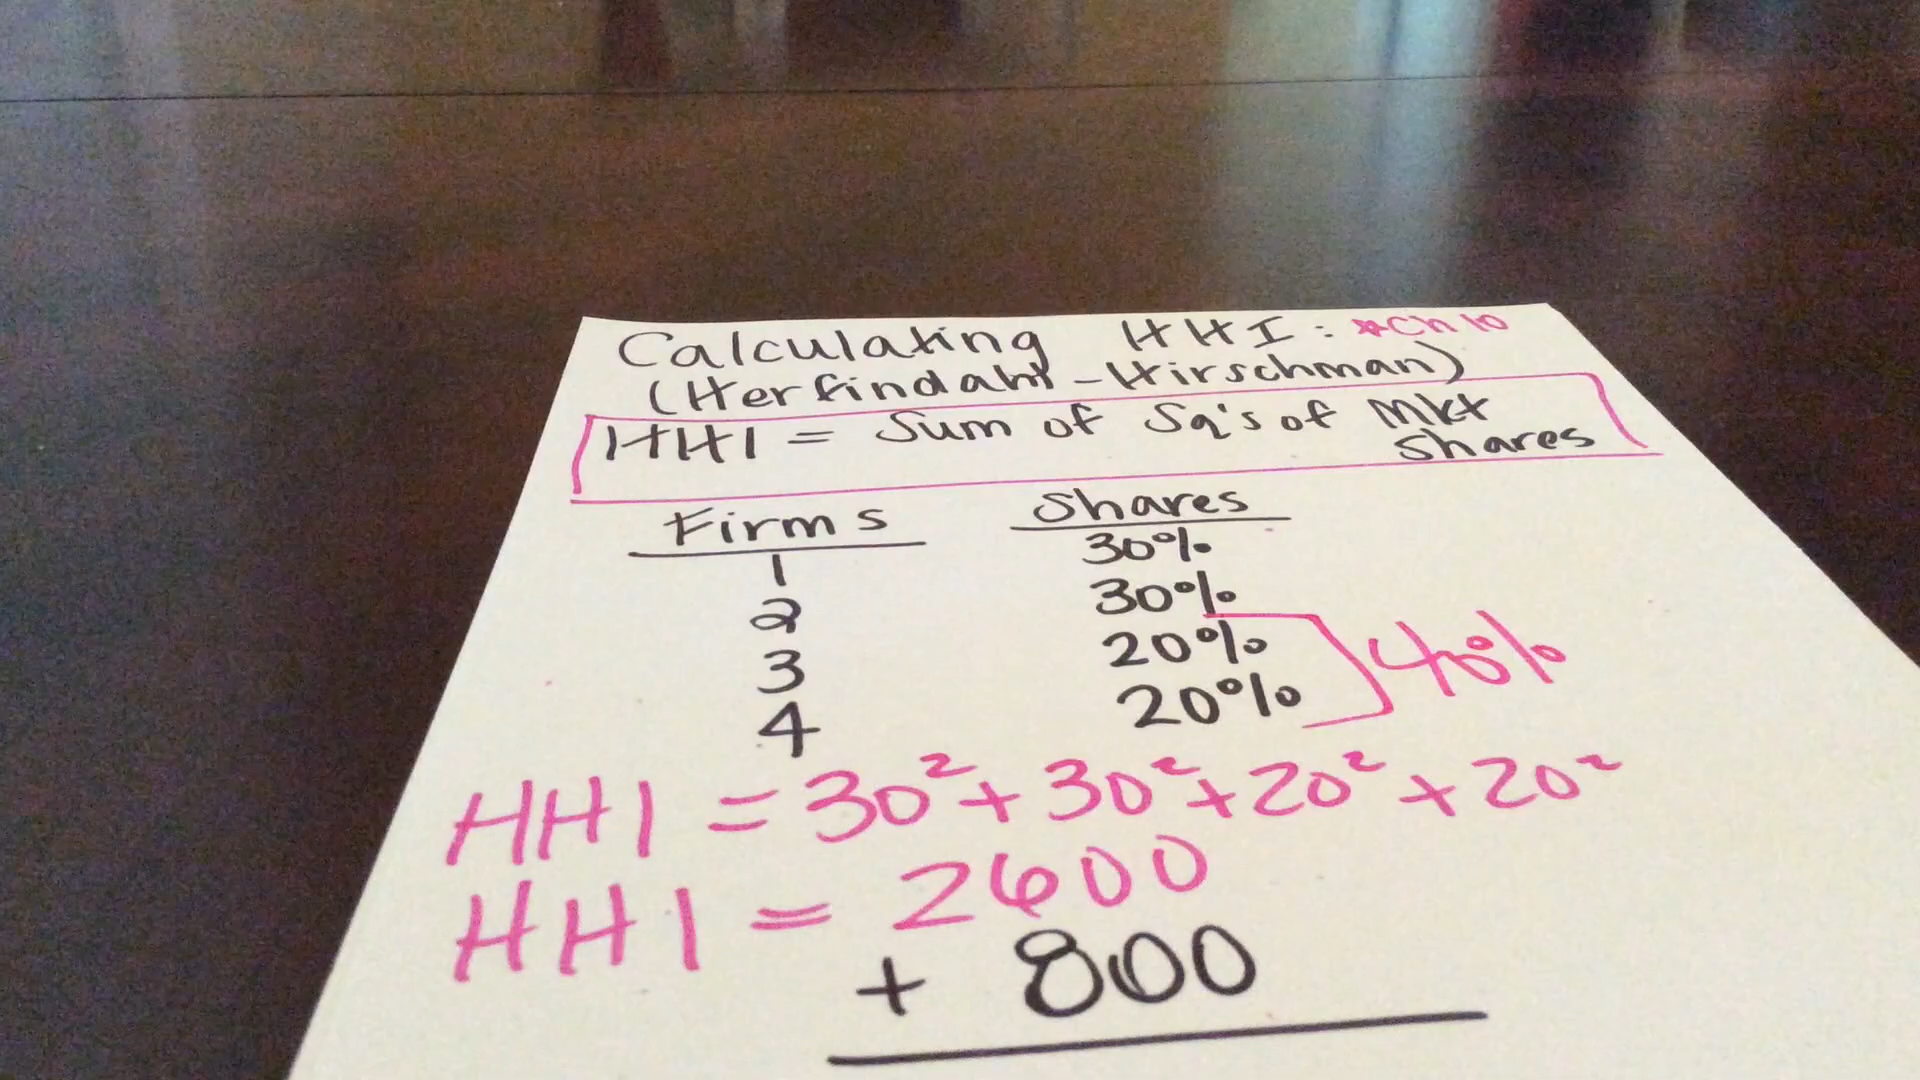 Calculating HHI: *Ch 10
(Herfindahl-Hirschman)
HHI = Sum of Sq's of Mkt
Shares
Firms Shares
1 30%
2 30%
3 20%
4 20%
40%
HHI = 30² + 30² + 20² + 20²
HHI = 2600
+ 800